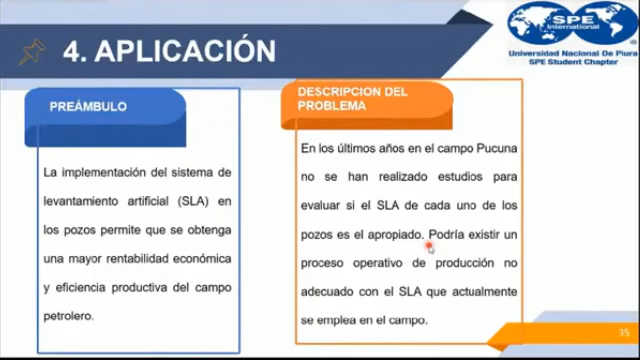 4. APLICACIÓN
SPE
International
Universidad Nacional De Piura
SPE Student Chapter
PREÁMBULO
La implementación del sistema de
levantamiento artificial (SLA) en
los pozos permite que se obtenga
una mayor rentabilidad económica
y eficiencia productiva del campo
petrolero.
DESCRIPCION DEL
PROBLEMA
En los últimos años en el campo Pucuna
no se han realizado estudios para
evaluar si el SLA de cada uno de los
pozos es el apropiado. Podría existir un
proceso operativo de producción no
adecuado con el SLA que actualmente
se emplea en el campo.
35